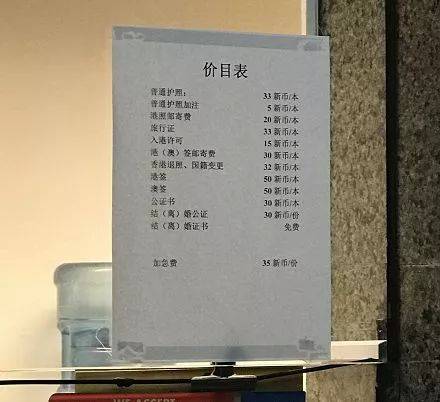 价目表
普通护照: 33 新币/本
普通护照加注 5 新币/本
港照邮寄费 20 新币/本
旅行证 33 新币/本
入港许可 15 新币/本
港（澳）签邮寄费 30 新币/本
香港退照、国籍变更 32 新币/本
港签 50 新币/本
澳签 50 新币/本
公证书 30 新币/本
结（离）婚公证 30 新币/份
结（离）婚证书 免费
加急费 35 新币/份
WE ACCEPT